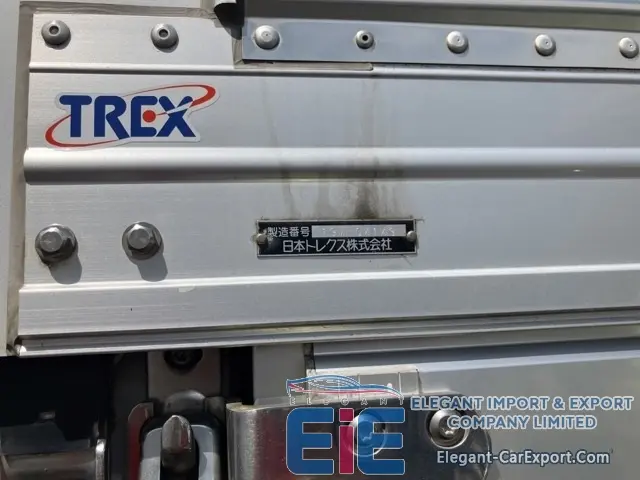 TREX
製造番号
日本トレクス株式会社
ELEGANT
EiE
ELEGANT IMPORT & EXPORT
COMPANY LIMITED
Elegant-CarExport.Com